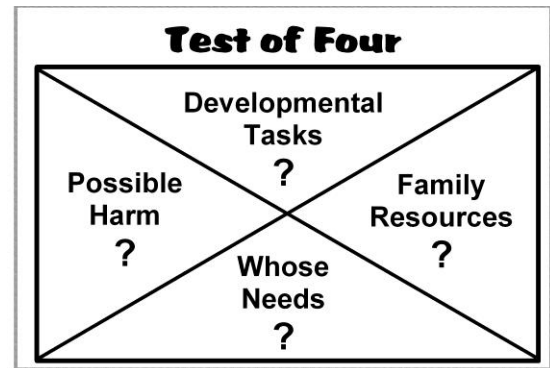 Test of Four
Developmental
Tasks
?
Possible
Harm
?
Family
Resources
?
Whose
Needs
?